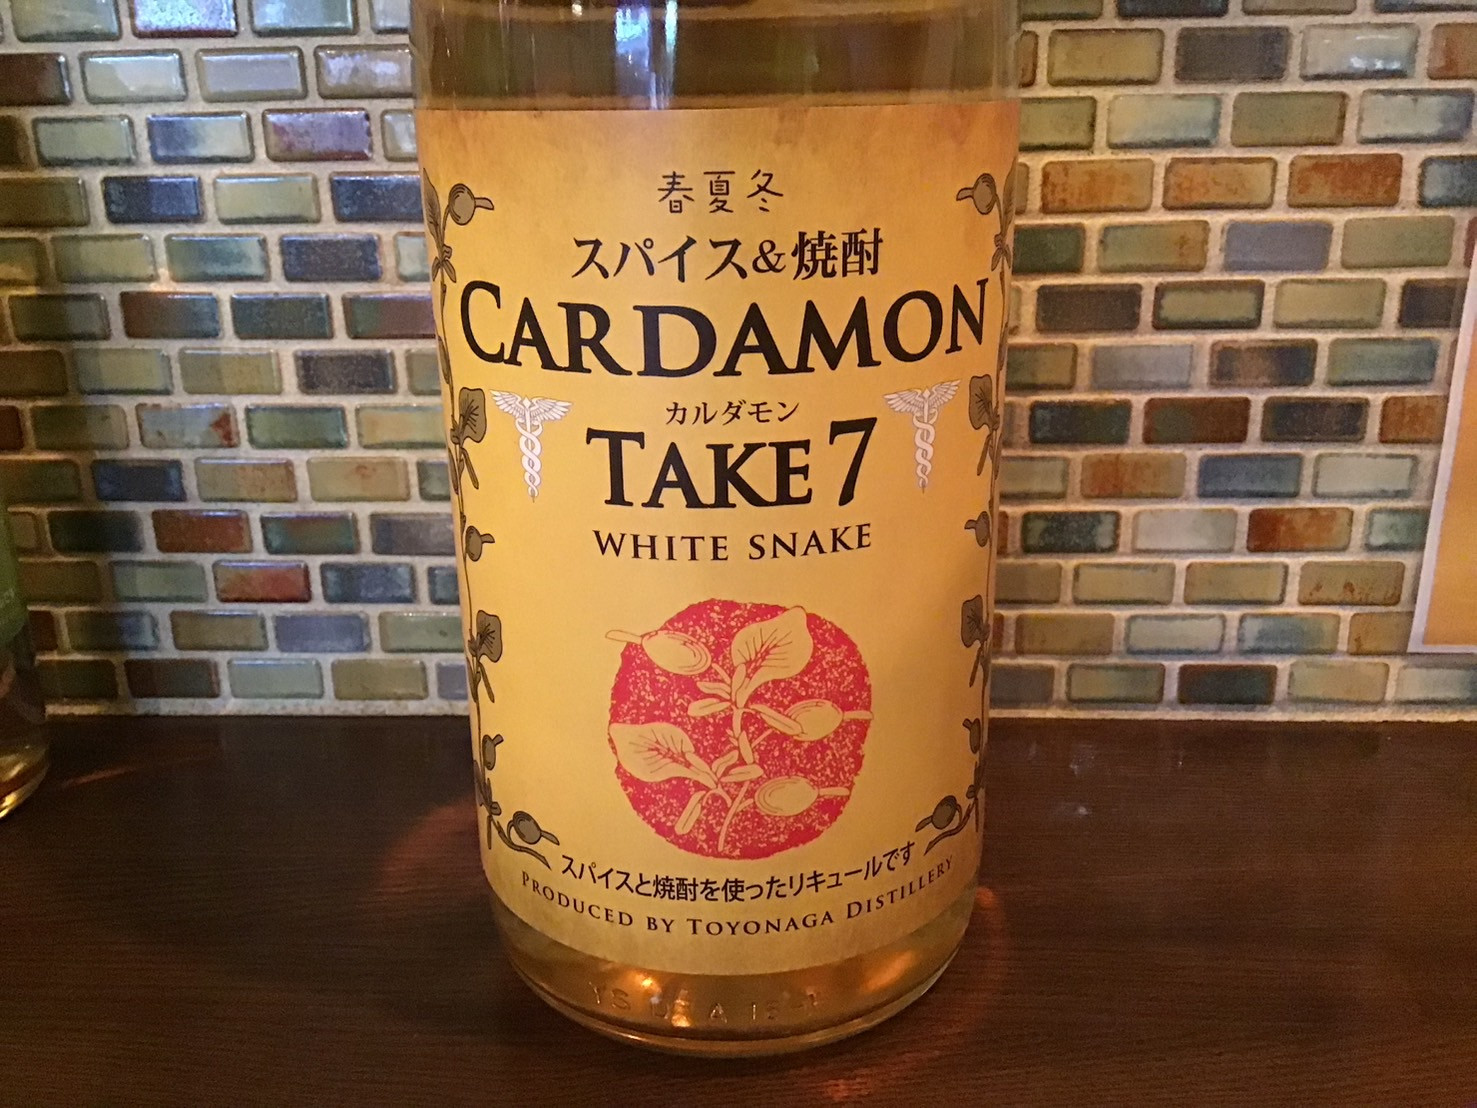 春夏冬
スパイス&焼酎
CARDAMON
カルダモン
TAKE 7
WHITE SNAKE
スパイスと焼酎を使ったリキュールです
PRODUCED BY TOYONAGA DISTILLERY